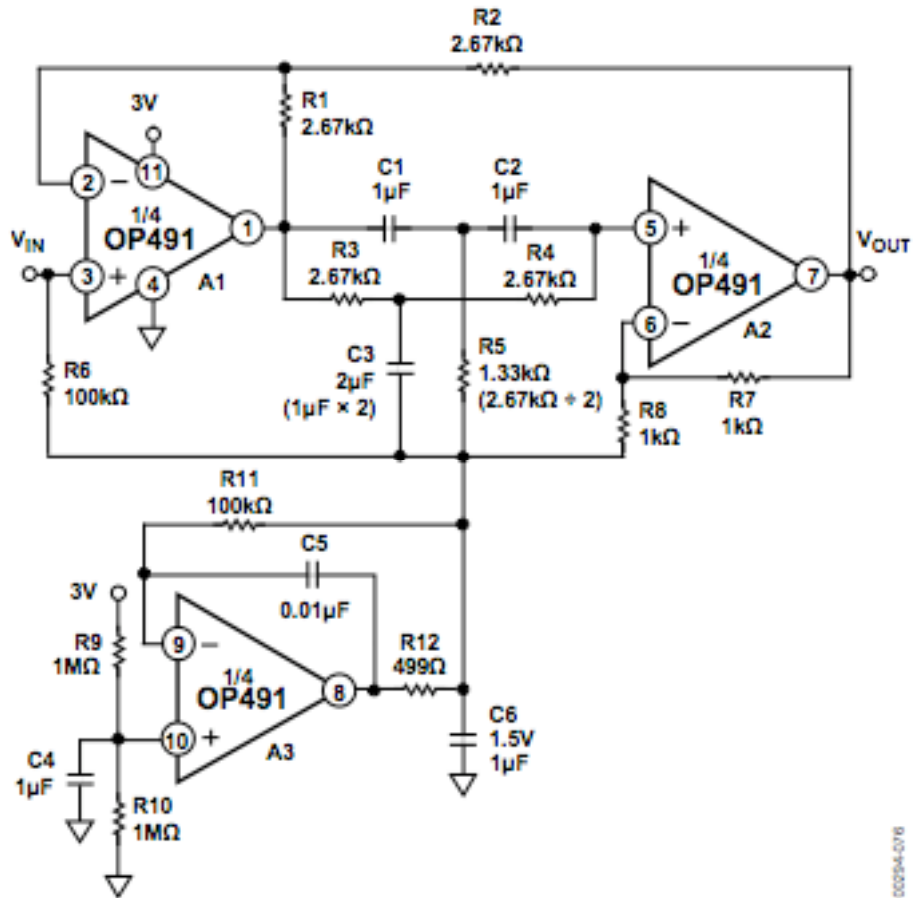 R2
2.67kΩ
3V
R1
2.67kΩ
11
2
−
1/4
OP491
1
VIN
3
+
4
A1
C1
1µF
C2
1µF
R3
2.67kΩ
R4
2.67kΩ
5
+
1/4
OP491
7
VOUT
6
−
A2
R6
100kΩ
C3
2µF
(1µF × 2)
R5
1.33kΩ
(2.67kΩ ÷ 2)
R8
1kΩ
R7
1kΩ
R11
100kΩ
C5
0.01µF
3V
R9
1MΩ
9
−
1/4
OP491
8
10
+
A3
R12
499Ω
C4
1µF
R10
1MΩ
C6
1.5V
1µF
00294-076